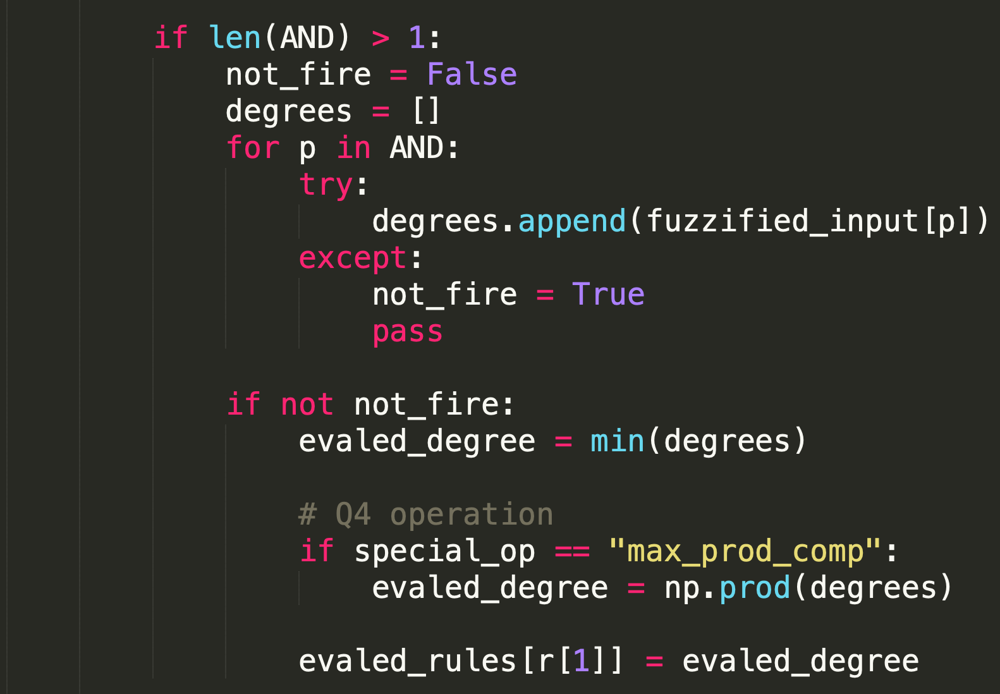 if len(AND) > 1:
not_fire = False
degrees = []
for p in AND:
try:
degrees.append(fuzzified_input[p])
except:
not_fire = True
pass
if not not_fire:
evaled_degree = min(degrees)
# Q4 operation
if special_op == "max_prod_comp":
evaled_degree = np.prod(degrees)
evaled_rules[r[1]] = evaled_degree